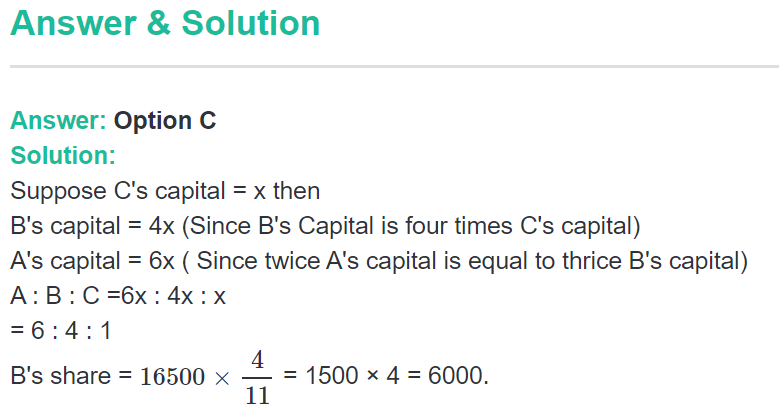 Answer & Solution
Answer: Option C
Solution:
Suppose C's capital = x then
B's capital = 4x (Since B's Capital is four times C's capital)
A's capital = 6x ( Since twice A's capital is equal to thrice B's capital)
A : B : C =6x : 4x : x
= 6 : 4 : 1
B's share = 16500 × 4/11 = 1500 × 4 = 6000.